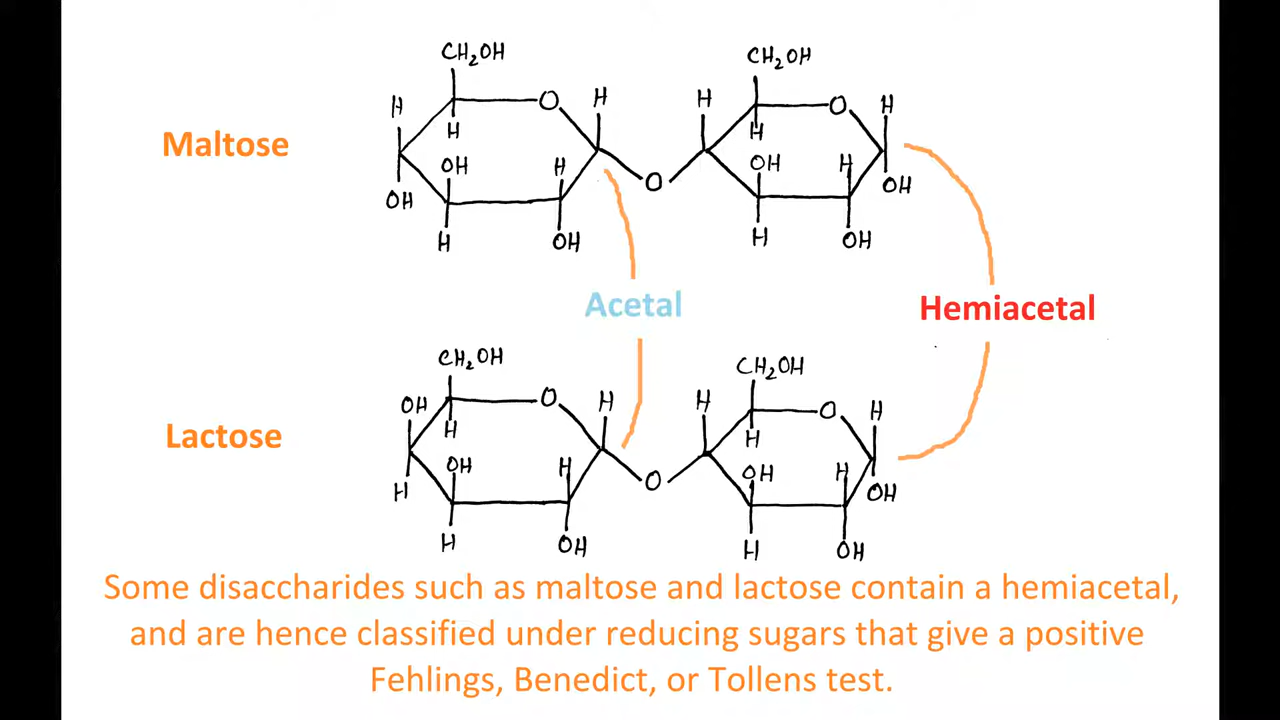 CH₂OH CH₂OH
H O H H O H
Maltose H OH H H OH H
OH O OH
H OH H OH
Acetal Hemiacetal
CH₂OH CH₂OH
OH O H H O H
Lactose H OH H H OH H
H O OH
H OH H OH
Some disaccharides such as maltose and lactose contain a hemiacetal,
and are hence classified under reducing sugars that give a positive
Fehlings, Benedict, or Tollens test.